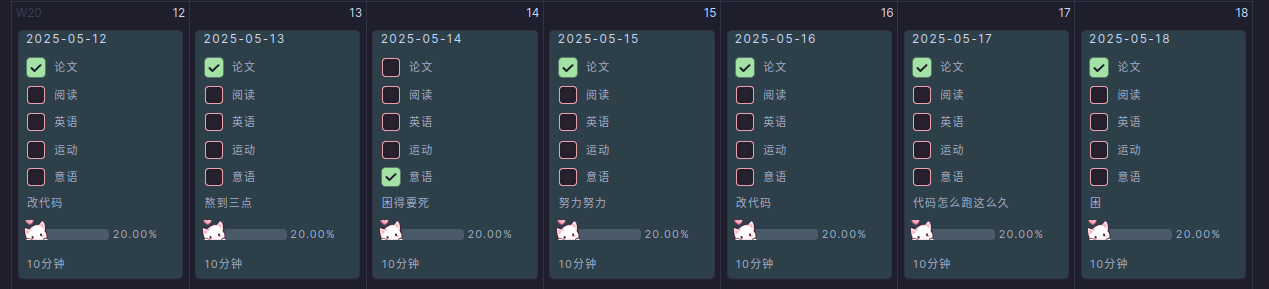 W20
12
2025-05-12
论文
阅读
英语
运动
意语
改代码
20.00%
10分钟
13
2025-05-13
论文
阅读
英语
运动
意语
熬到三点
20.00%
10分钟
14
2025-05-14
论文
阅读
英语
运动
意语
困得要死
20.00%
10分钟
15
2025-05-15
论文
阅读
英语
运动
意语
努力努力
20.00%
10分钟
16
2025-05-16
论文
阅读
英语
运动
意语
改代码
20.00%
10分钟
17
2025-05-17
论文
阅读
英语
运动
意语
代码怎么跑这么久
20.00%
10分钟
18
2025-05-18
论文
阅读
英语
运动
意语
困
20.00%
10分钟